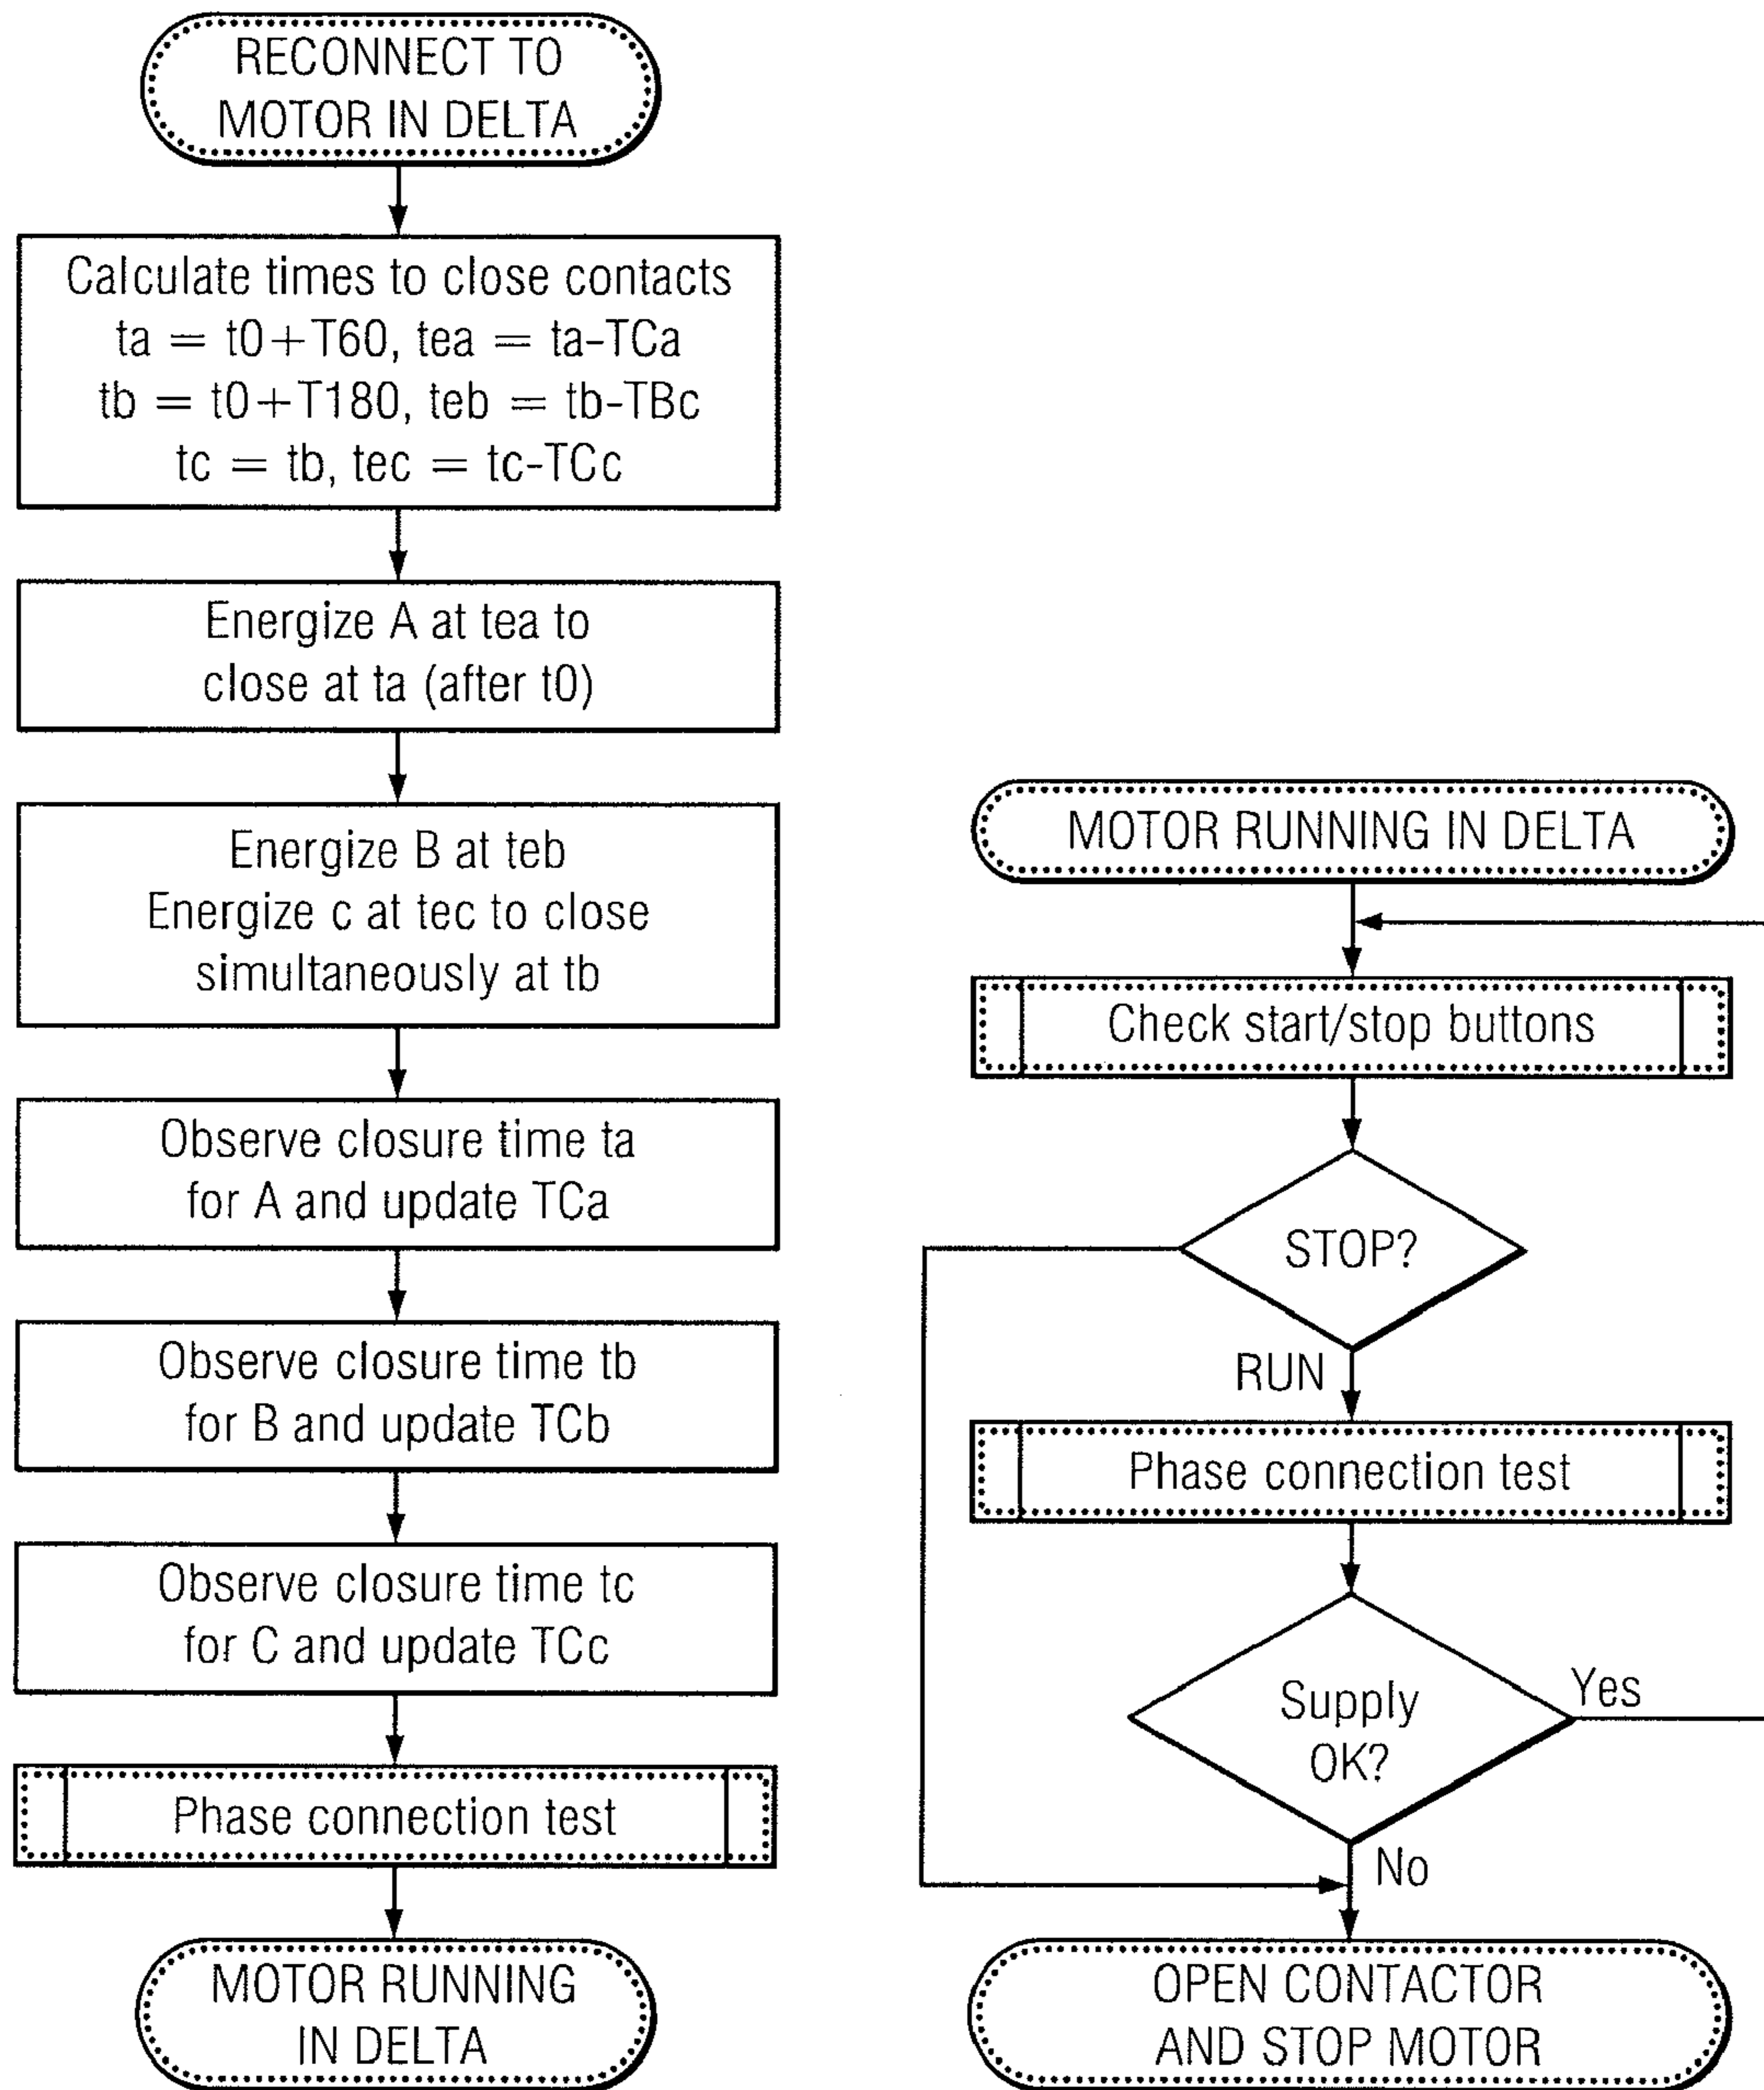 RECONNECT TO
MOTOR IN DELTA
Calculate times to close contacts
ta = t0+T60, tea = ta-TCa
tb = t0+T180, teb = tb-TBc
tc = tb, tec = tc-TCc
Energize A at tea to
close at ta (after t0)
Energize B at teb
Energize c at tec to close
simultaneously at tb
Observe closure time ta
for A and update TCa
Observe closure time tb
for B and update TCb
Observe closure time tc
for C and update TCc
Phase connection test
MOTOR RUNNING
IN DELTA
MOTOR RUNNING IN DELTA
Check start/stop buttons
STOP?
RUN
Phase connection test
Supply
OK?
Yes
No
OPEN CONTACTOR
AND STOP MOTOR